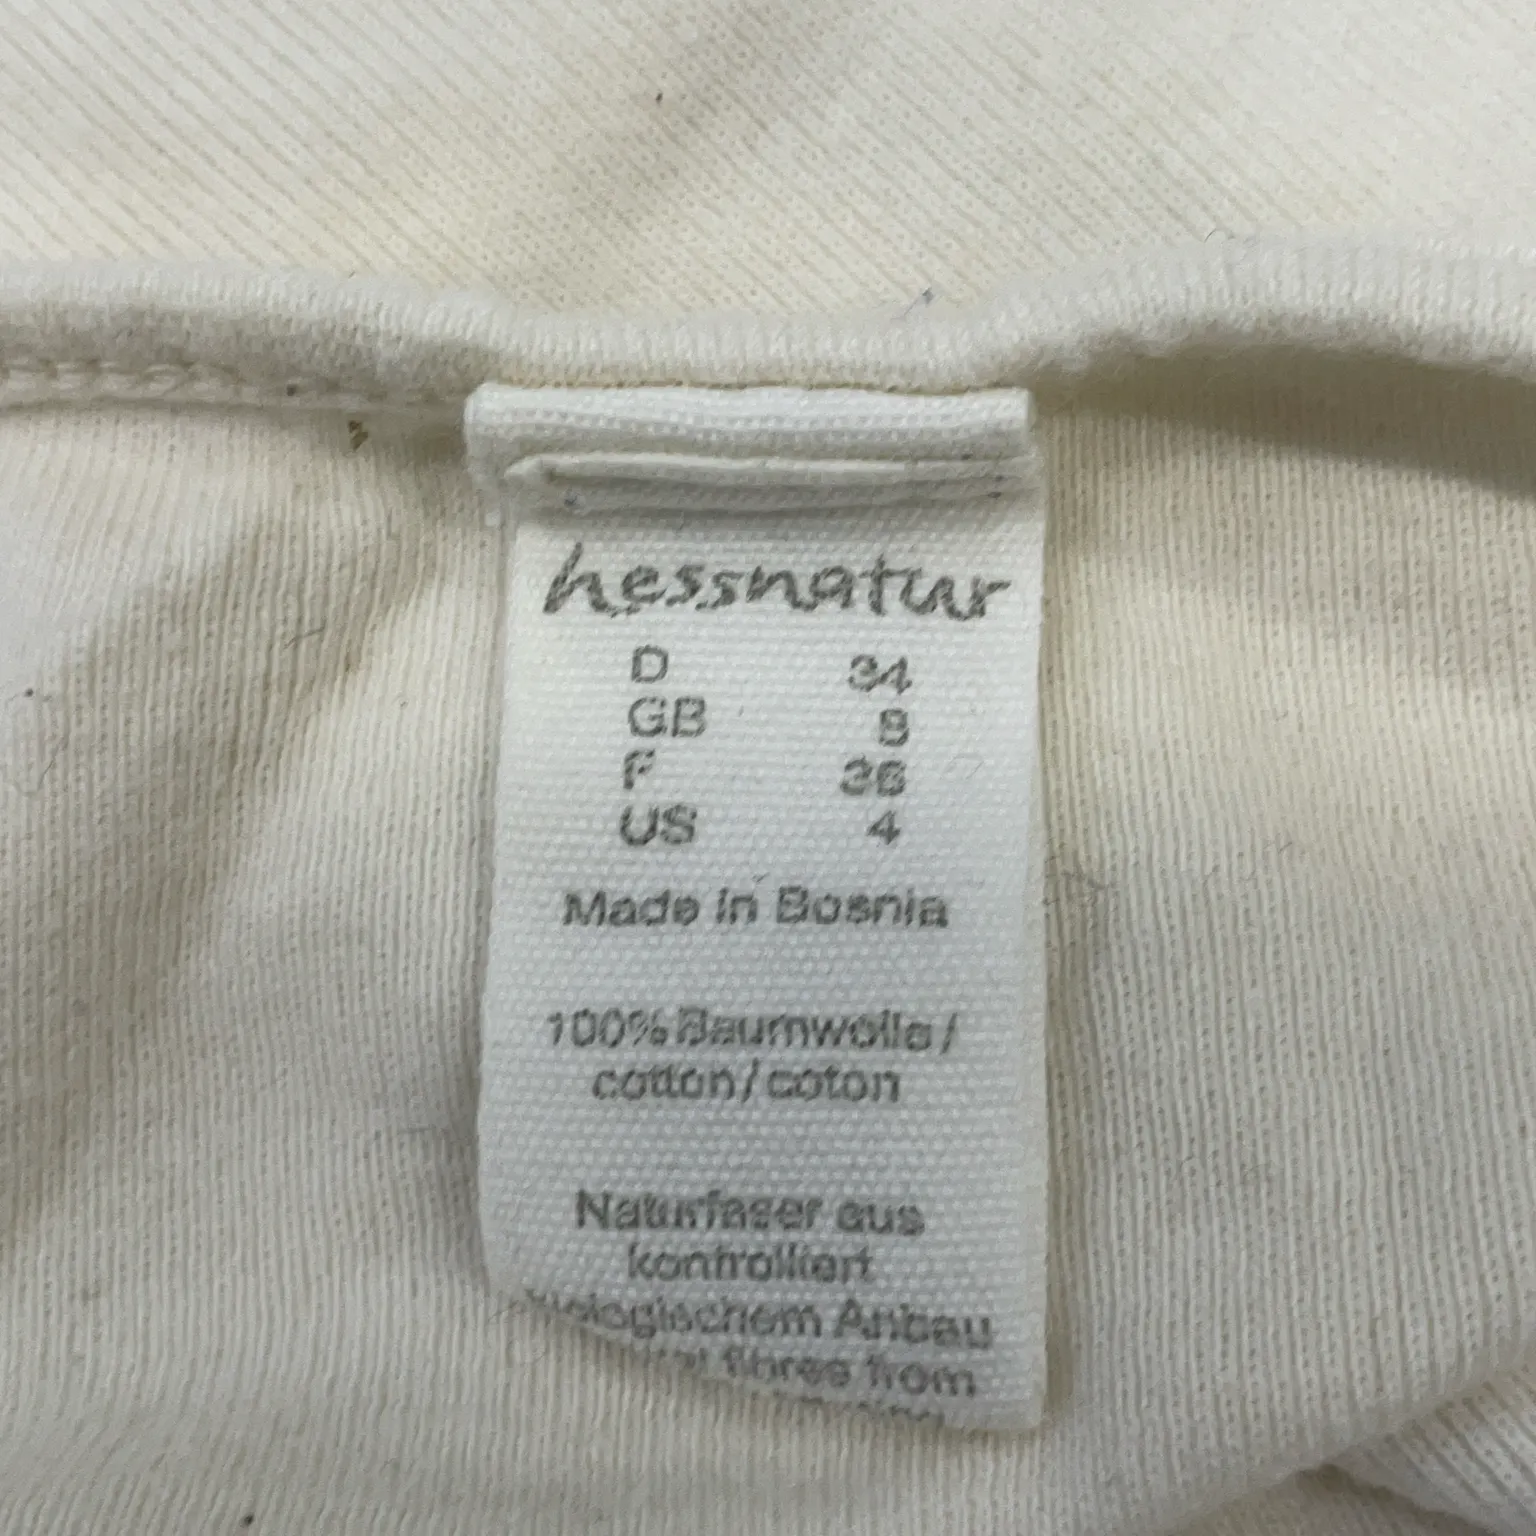 hessnatur
D 34
GB 8
F 36
US 4
Made in Bosnia
100% Baumwolle /
cotton / coton
Naturfaser aus
kontrolliert
biologischem Anbau
fibres from